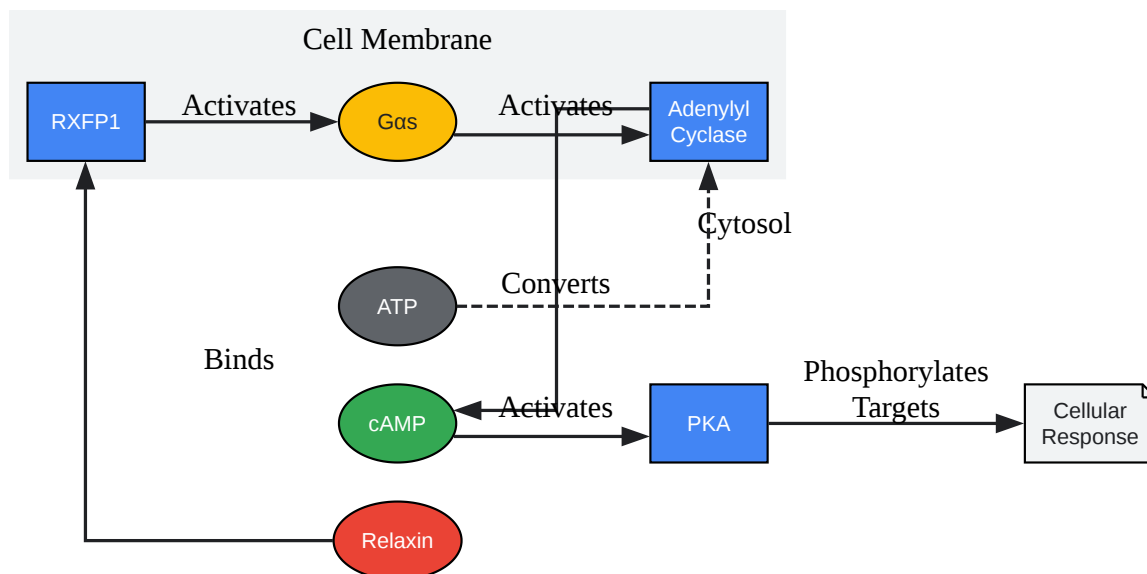 Cell Membrane
RXFP1
Activates
Gαs
Activates
Adenylyl
Cyclase
Cytosol
ATP
Converts
Binds
cAMP
Activates
PKA
Phosphorylates
Targets
Cellular
Response
Relaxin